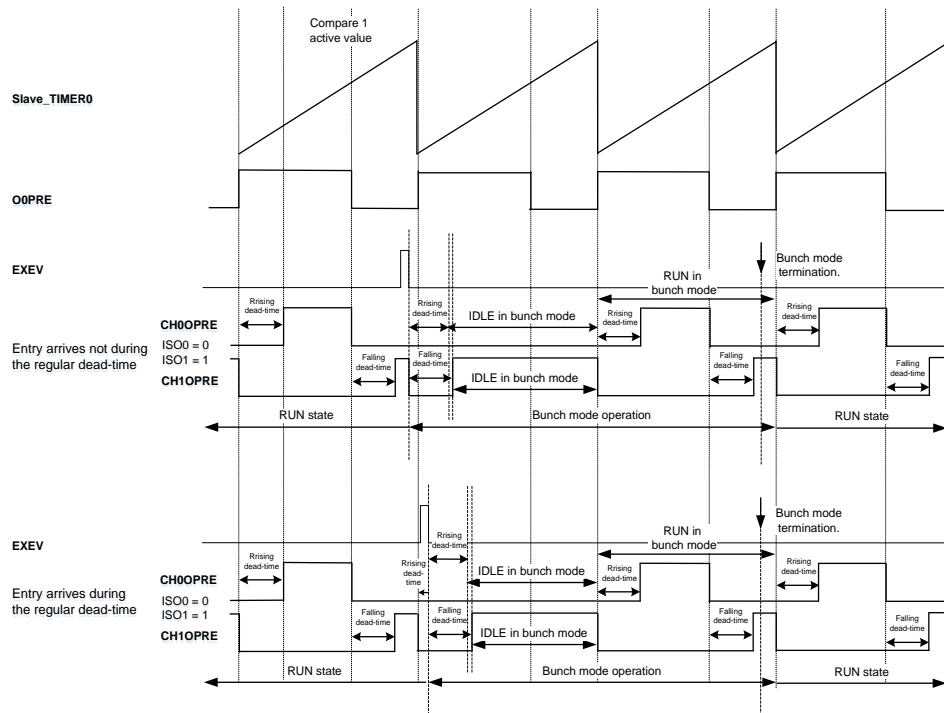 Compare 1
active value
Slave_TIMER0
O0PRE
EXEV
Bunch mode
termination.
RUN in
bunch mode
Rrising
dead-time
Rrising
dead-time
IDLE in bunch mode
Rrising
dead-time
Rrising
dead-time
CH0OPRE
Entry arrives not during
the regular dead-time
ISO0 = 0
ISO1 = 1
CH1OPRE
Falling
dead-time
Falling
dead-time
IDLE in bunch mode
Falling
dead-time
Falling
dead-time
RUN state
Bunch mode operation
RUN state
EXEV
Bunch mode
termination.
RUN in
bunch mode
Rrising
dead-time
Rrising
dead-time
Rrising
dead-
time
IDLE in bunch mode
Rrising
dead-time
Rrising
dead-time
CH0OPRE
Entry arrives during
the regular dead-time
ISO0 = 0
ISO1 = 1
CH1OPRE
Falling
dead-time
Falling
dead-time
IDLE in bunch mode
Falling
dead-time
Falling
dead-time
RUN state
Bunch mode operation
RUN state